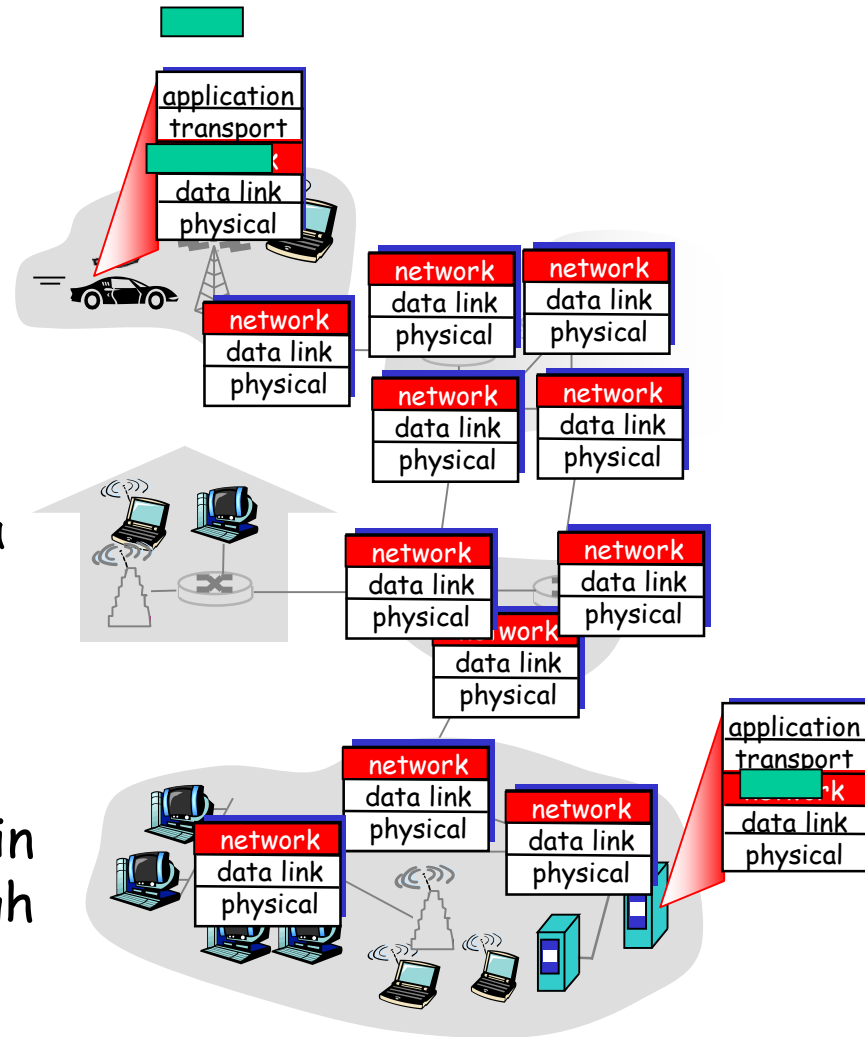 application
transport
data link
physical
network
data link
physical
network
data link
physical
network
data link
physical
network
data link
physical
network
data link
physical
network
data link
physical
network
data link
physical
data link
physical
application
transport
data link
physical
network
data link
physical
network
data link
physical
network
data link
physical
in